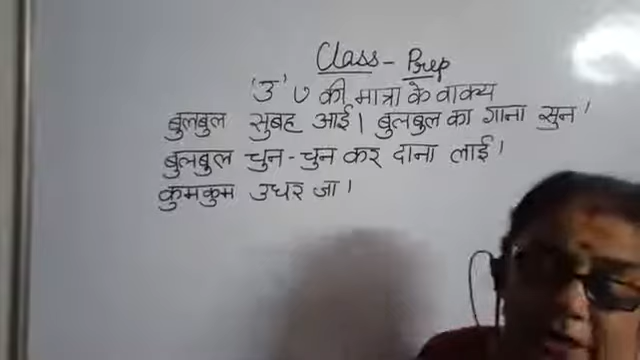 Class - Prep
'उ' ु की मात्रा के वाक्य
बुलबुल सुबह आई। बुलबुल का गाना सुन।
बुलबुल चुन-चुन कर दाना लाई।
कुमकुम उधर जा।